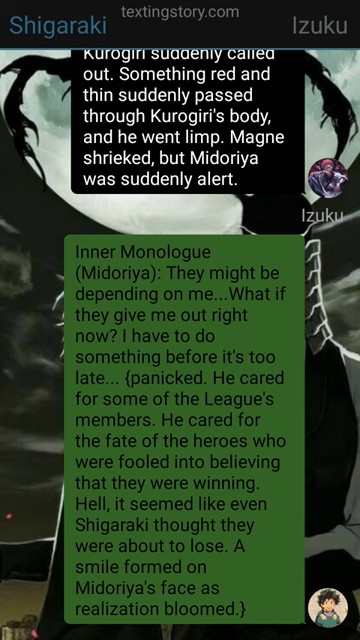 textingstory.com
Shigaraki
Izuku
Kurogiri suddenly called
out. Something red and
thin suddenly passed
through Kurogiri's body,
and he went limp. Magne
shrieked, but Midoriya
was suddenly alert.
Izuku
Inner Monologue
(Midoriya): They might be
depending on me...What if
they give me out right
now? I have to do
something before it's too
late... {panicked. He cared
for some of the League's
members. He cared for
the fate of the heroes who
were fooled into believing
that they were winning.
Hell, it seemed like even
Shigaraki thought they
were about to lose. A
smile formed on
Midoriya's face as
realization bloomed.}